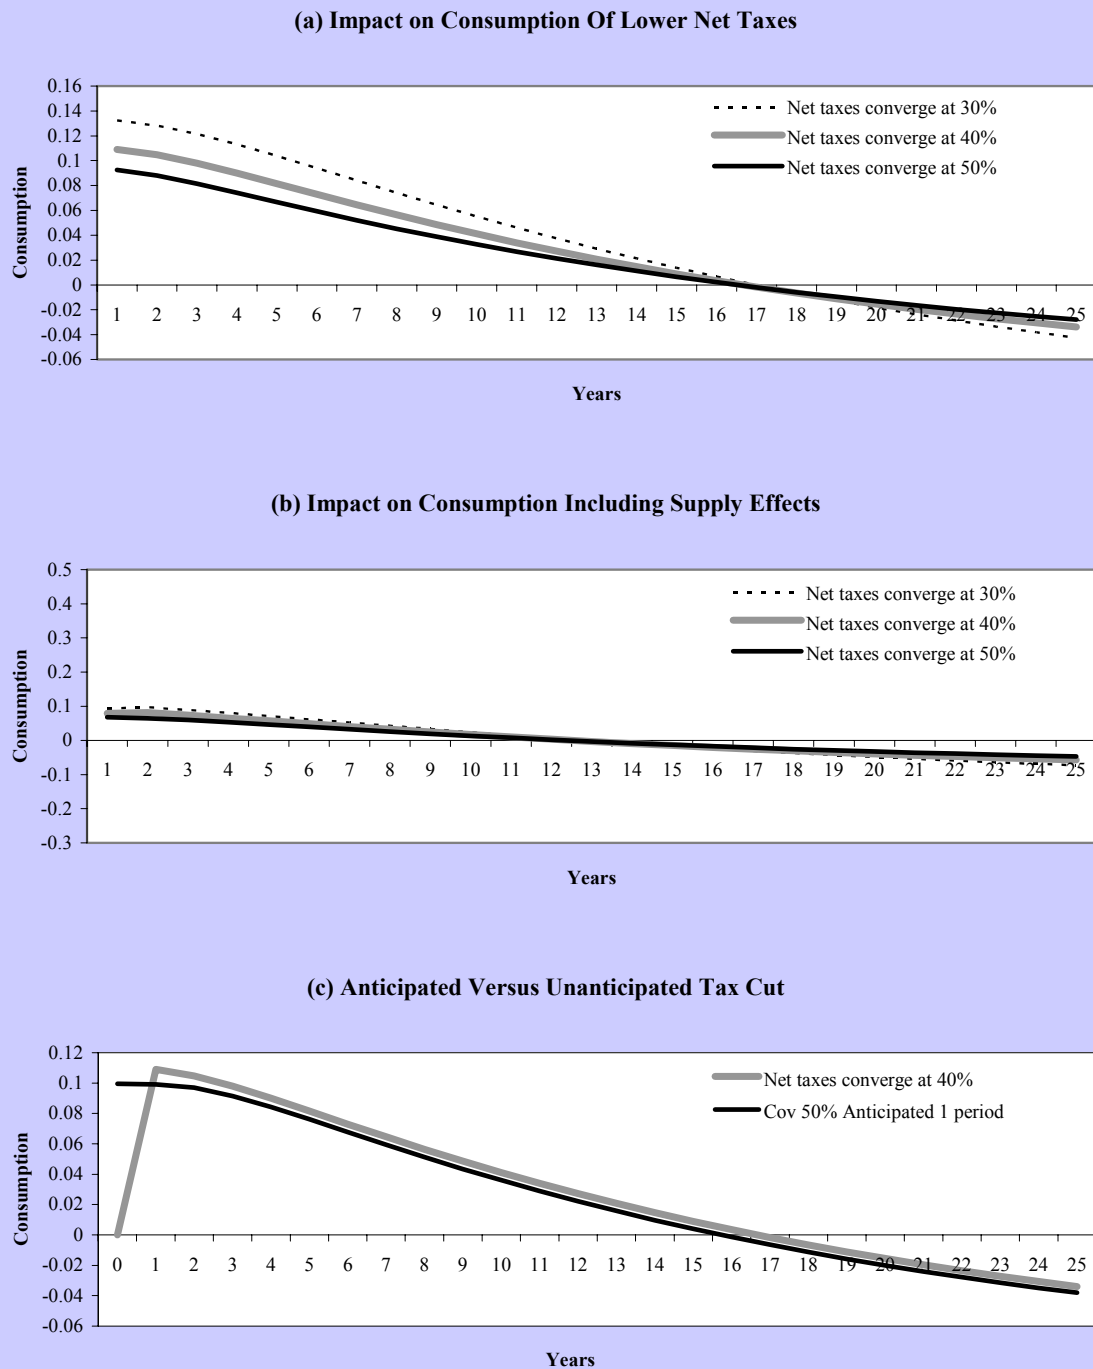 (a) Impact on Consumption Of Lower Net Taxes
0.16
0.14
0.12
0.1
0.08
0.06
0.04
0.02
0
-0.02
-0.04
-0.06
Consumption
Net taxes converge at 30%
Net taxes converge at 40%
Net taxes converge at 50%
1 2 3 4 5 6 7 8 9 10 11 12 13 14 15 16 17 18 19 20 21 22 23 24 25
Years
(b) Impact on Consumption Including Supply Effects
0.5
0.4
0.3
0.2
0.1
0
-0.1
-0.2
-0.3
Consumption
Net taxes converge at 30%
Net taxes converge at 40%
Net taxes converge at 50%
1 2 3 4 5 6 7 8 9 10 11 12 13 14 15 16 17 18 19 20 21 22 23 24 25
Years
(c) Anticipated Versus Unanticipated Tax Cut
0.12
0.1
0.08
0.06
0.04
0.02
0
-0.02
-0.04
-0.06
Consumption
Net taxes converge at 40%
Cov 50% Anticipated 1 period
0 1 2 3 4 5 6 7 8 9 10 11 12 13 14 15 16 17 18 19 20 21 22 23 24 25
Years